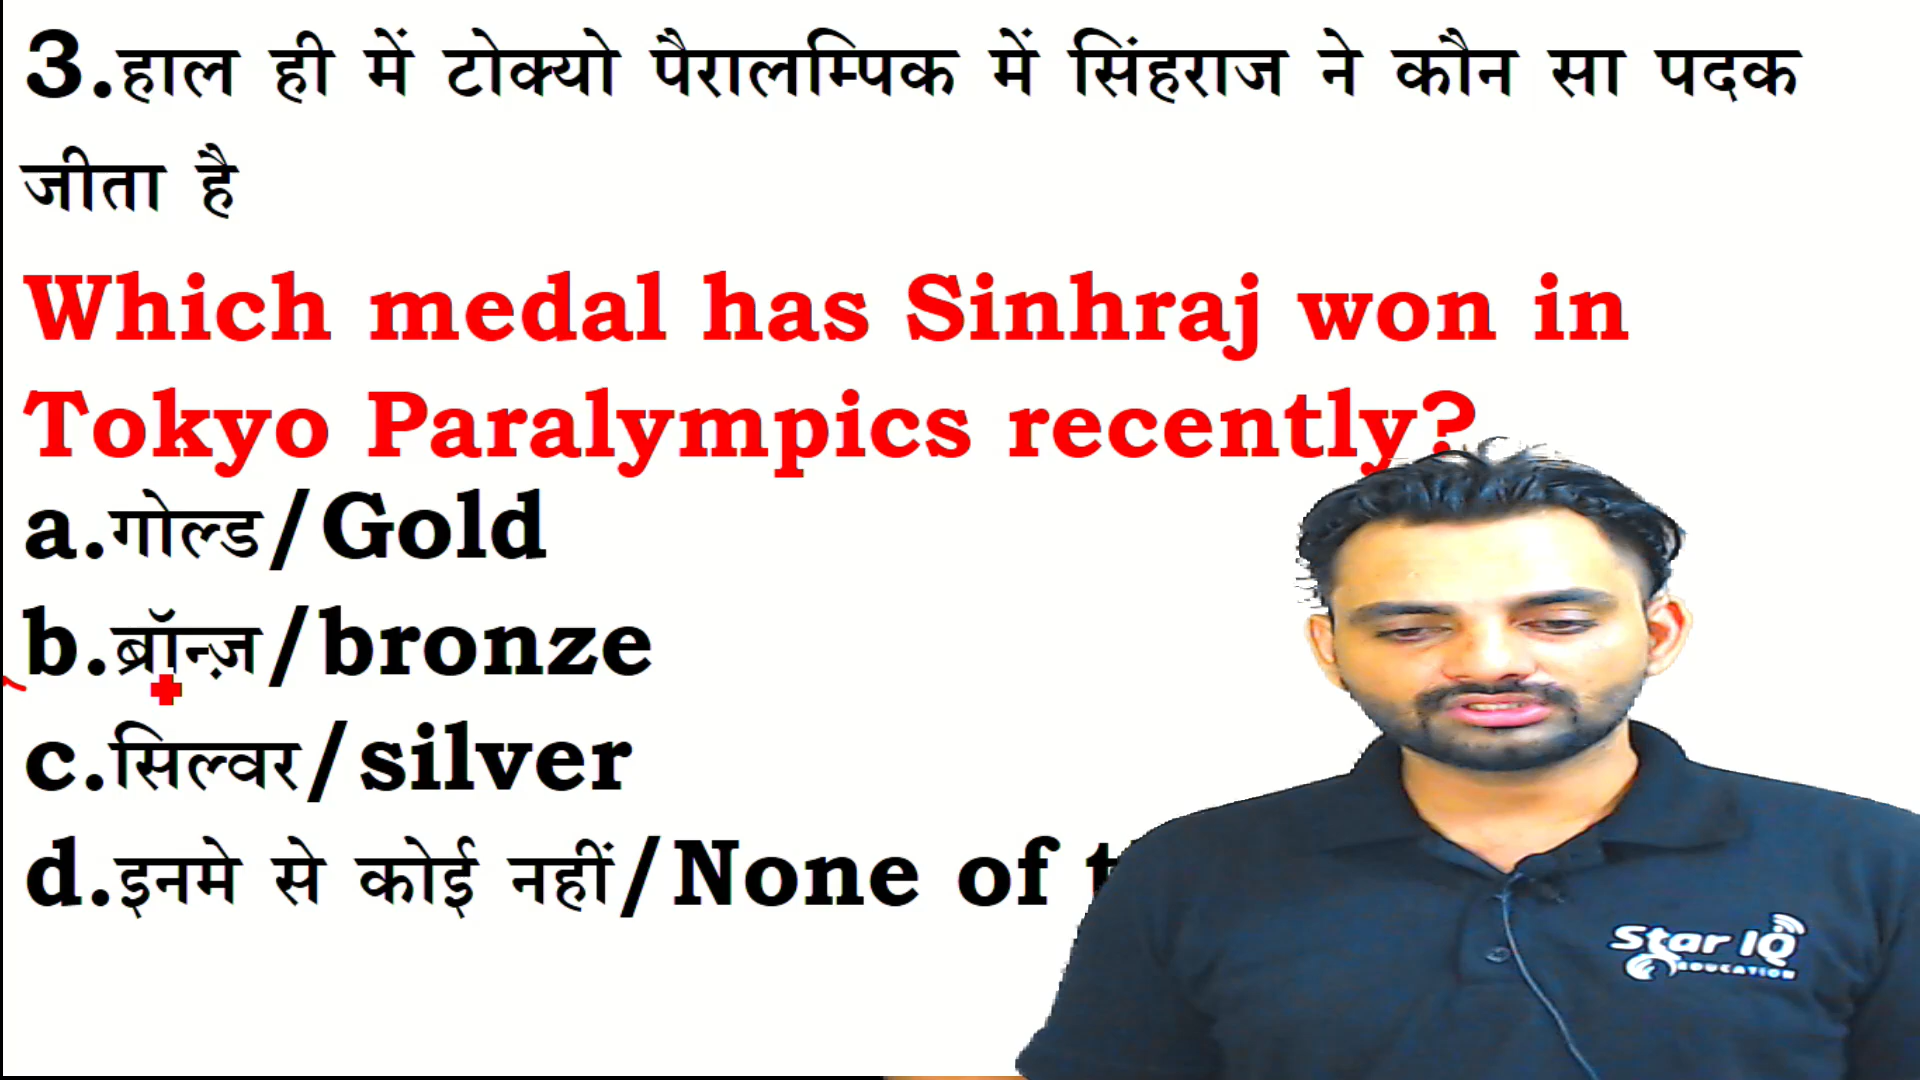 3.हाल ही में टोक्यो पैरालम्पिक में सिंहराज ने कौन सा पदक
जीता है
Which medal has Sinhraj won in
Tokyo Paralympics recently?
a.गोल्ड/Gold
b.ब्रॉन्ज़/bronze
c.सिल्वर/silver
d.इनमे से कोई नहीं/None of
Star IQ
EDUCATION